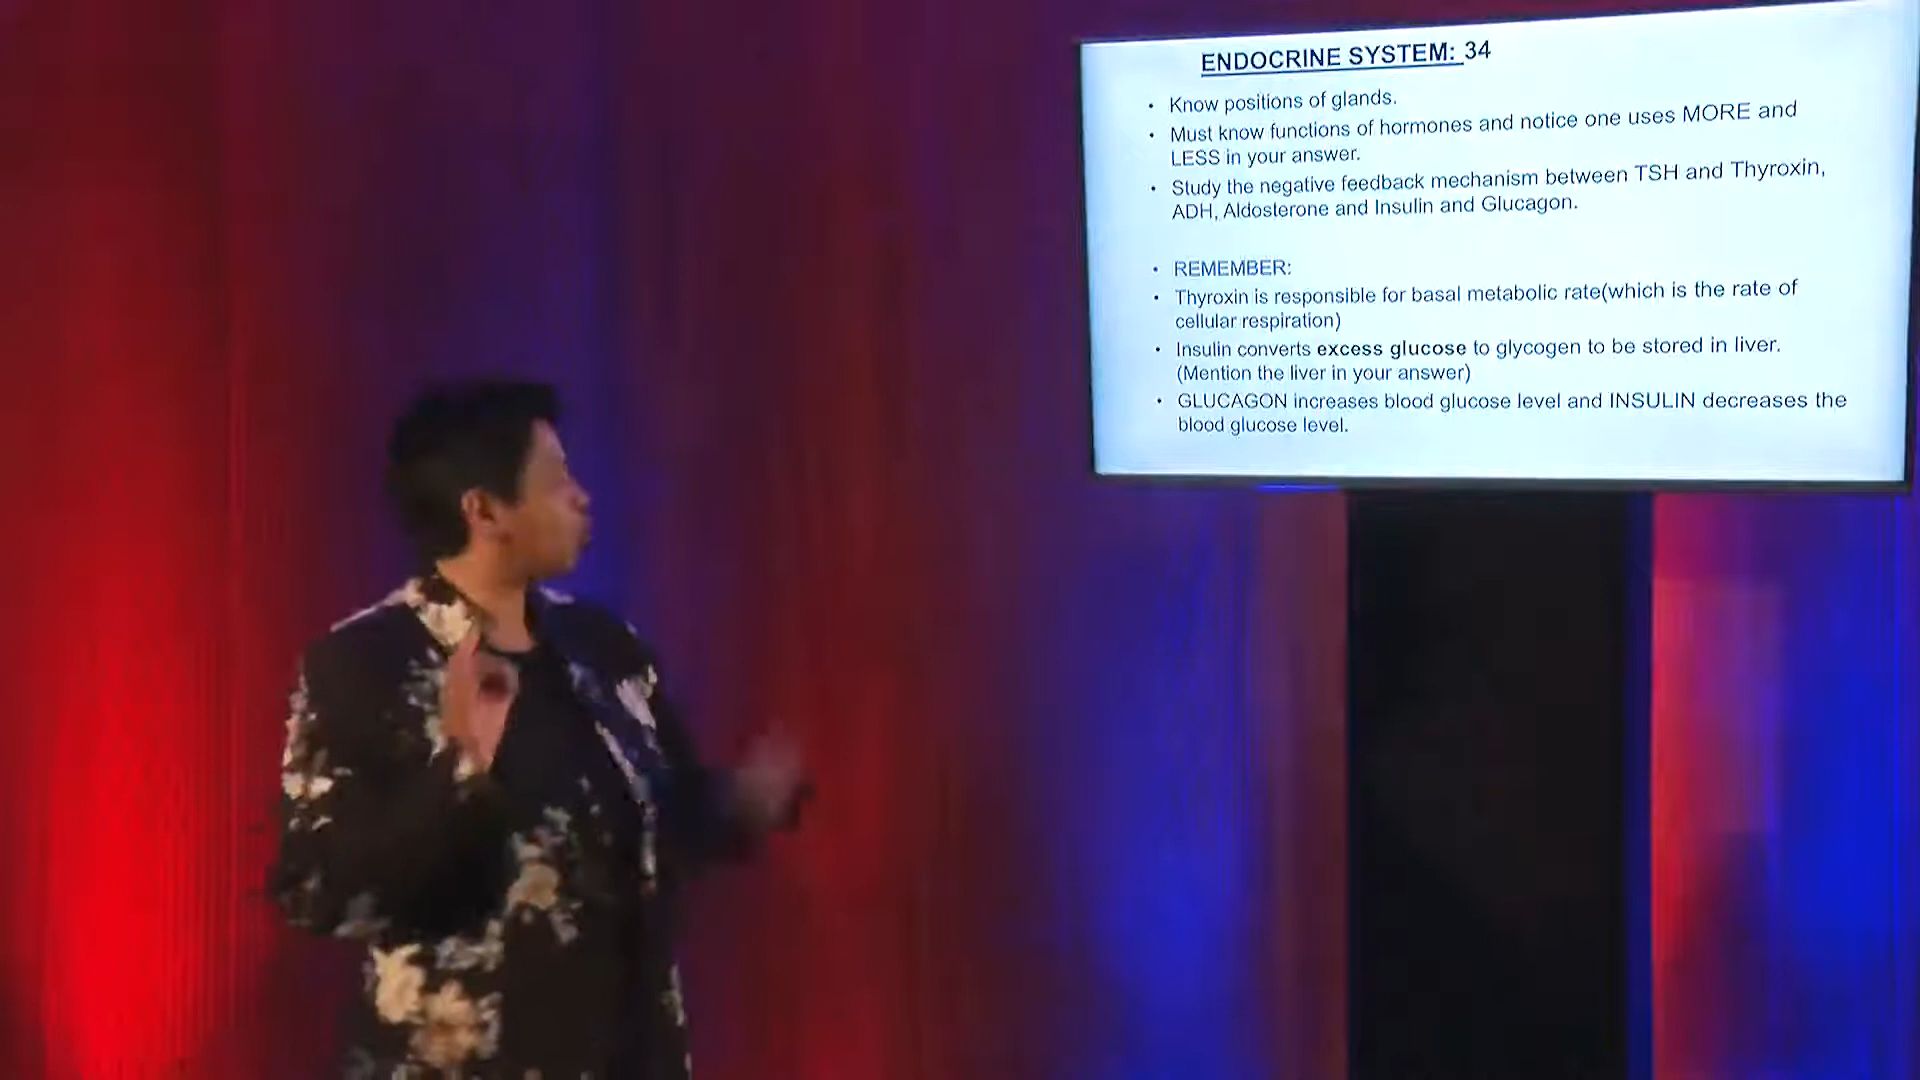 ENDOCRINE SYSTEM: 34
• Know positions of glands.
• Must know functions of hormones and notice one uses MORE and
LESS in your answer.
• Study the negative feedback mechanism between TSH and Thyroxin,
ADH, Aldosterone and Insulin and Glucagon.
• REMEMBER:
• Thyroxin is responsible for basal metabolic rate(which is the rate of
cellular respiration)
• Insulin converts excess glucose to glycogen to be stored in liver.
(Mention the liver in your answer)
• GLUCAGON increases blood glucose level and INSULIN decreases the
blood glucose level.